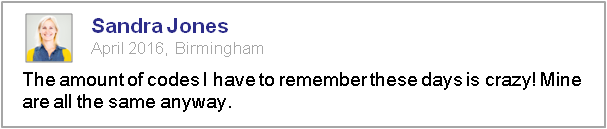 Sandra Jones
April 2016, Birmingham
The amount of codes I have to remember these days is crazy! Mine
are all the same anyway.